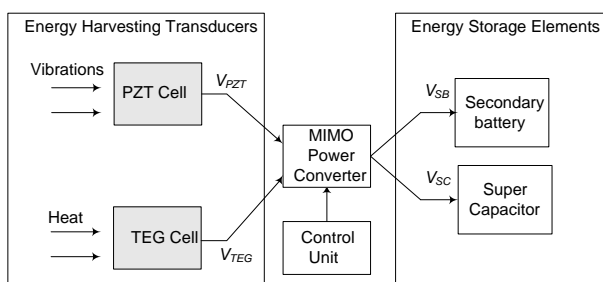 Energy Harvesting Transducers
Vibrations
PZT Cell
VPZT
Heat
TEG Cell
VTEG
MIMO
Power
Converter
Control
Unit
Energy Storage Elements
VSB
Secondary
battery
VSC
Super
Capacitor